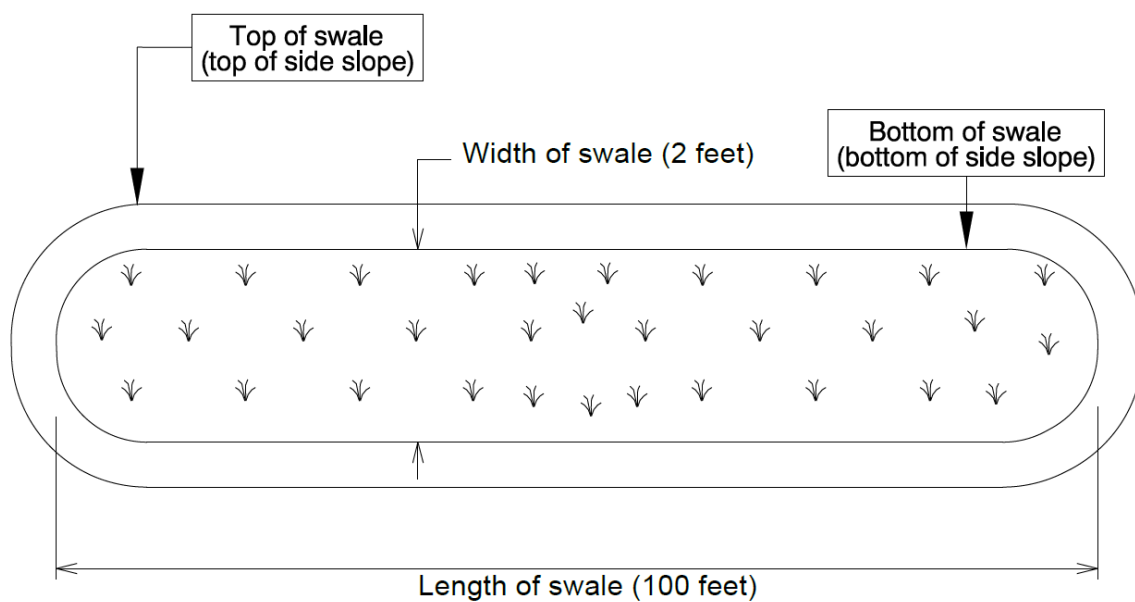 Top of swale
(top of side slope)
Width of swale (2 feet)
Bottom of swale
(bottom of side slope)
Length of swale (100 feet)